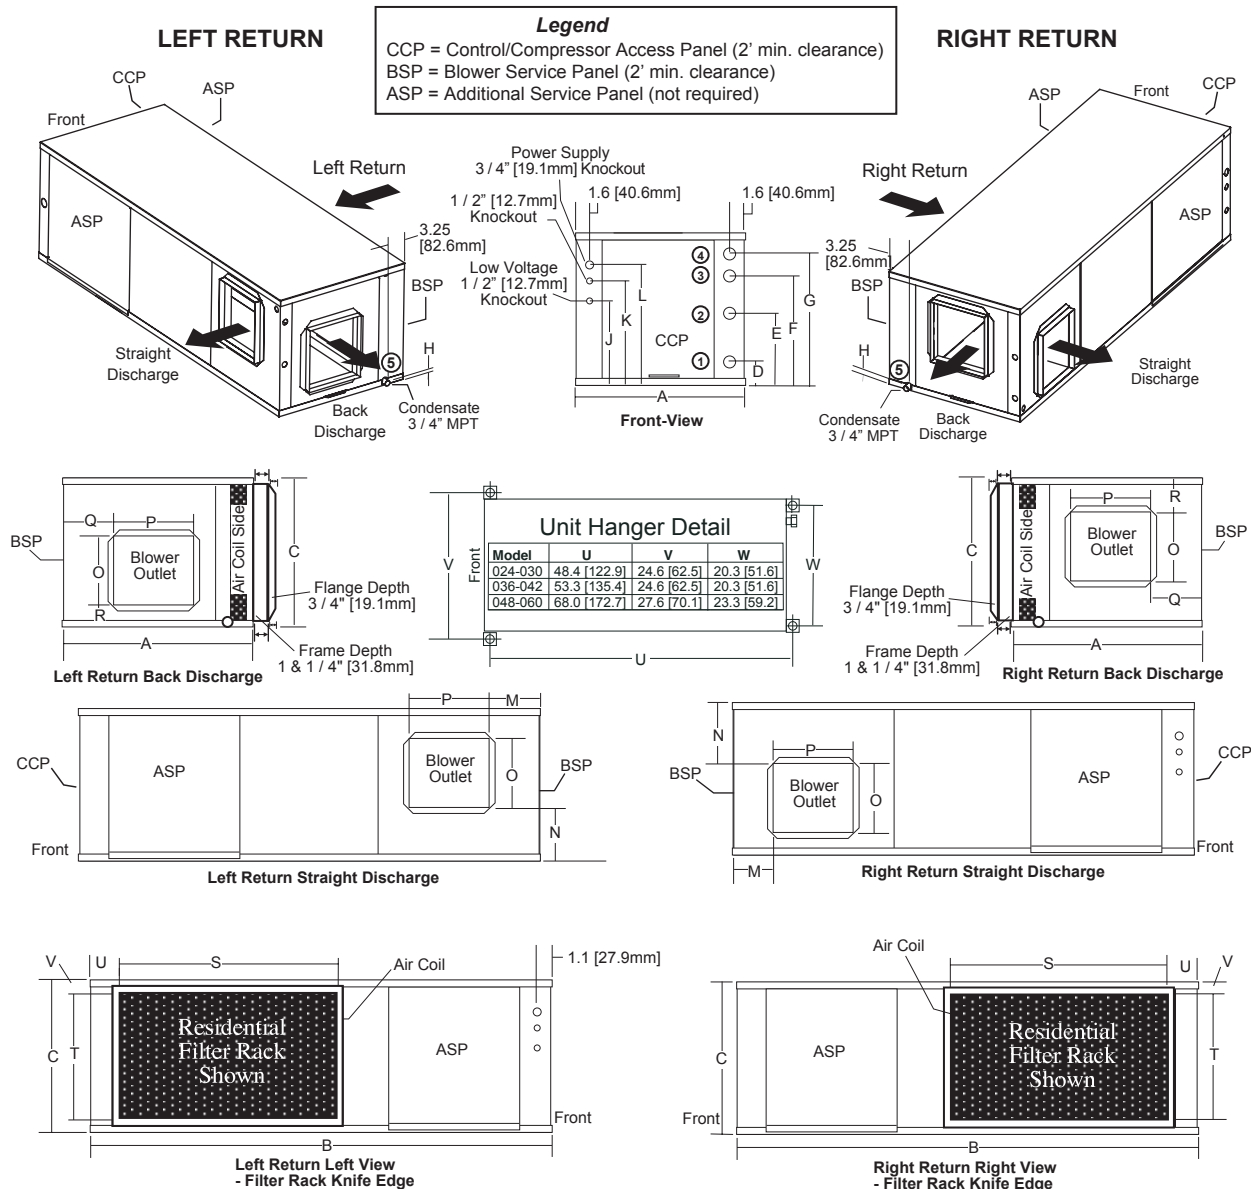 Legend
CCP = Control/Compressor Access Panel (2’ min. clearance)
BSP = Blower Service Panel (2’ min. clearance)
ASP = Additional Service Panel (not required)
LEFT RETURN
RIGHT RETURN
CCP
ASP
Front
ASP
Left Return
3.25
[82.6mm]
BSP
H
5
Straight
Discharge
Back
Discharge
Condensate
3 / 4” MPT
Power Supply
3 / 4” [19.1mm] Knockout
1 / 2” [12.7mm]
Knockout
Low Voltage
1 / 2” [12.7mm]
Knockout
1.6 [40.6mm]
1.6 [40.6mm]
4
3
2
1
L
K
J
CCP
G
F
E
D
A
Front-View
ASP
Front
CCP
Right Return
ASP
3.25
[82.6mm]
BSP
H
5
Straight
Discharge
Condensate
3 / 4” MPT
Back
Discharge
BSP
Q
P
O
R
Blower
Outlet
Air Coil Side
C
Flange Depth
3 / 4" [19.1mm]
Frame Depth
1 & 1 / 4" [31.8mm]
A
Left Return Back Discharge
Unit Hanger Detail
Model U V W
024-030 48.4 [122.9] 24.6 [62.5] 20.3 [51.6]
036-042 53.3 [135.4] 24.6 [62.5] 20.3 [51.6]
048-060 68.0 [172.7] 27.6 [70.1] 23.3 [59.2]
V
Front
W
U
C
Air Coil Side
P
R
Blower
Outlet
O
Q
BSP
Flange Depth
3 / 4" [19.1mm]
Frame Depth
1 & 1 / 4" [31.8mm]
A
Right Return Back Discharge
CCP
ASP
P
M
Blower
Outlet
O
BSP
N
Front
Left Return Straight Discharge
N
P
BSP
Blower
Outlet
O
ASP
CCP
M
Front
Right Return Straight Discharge
V
U
S
Air Coil
1.1 [27.9mm]
C
T
Residential
Filter Rack
Shown
ASP
Front
B
Left Return Left View
- Filter Rack Knife Edge
Air Coil
S
U
V
C
ASP
Residential
Filter Rack
Shown
T
Front
B
Right Return Right View
- Filter Rack Knife Edge